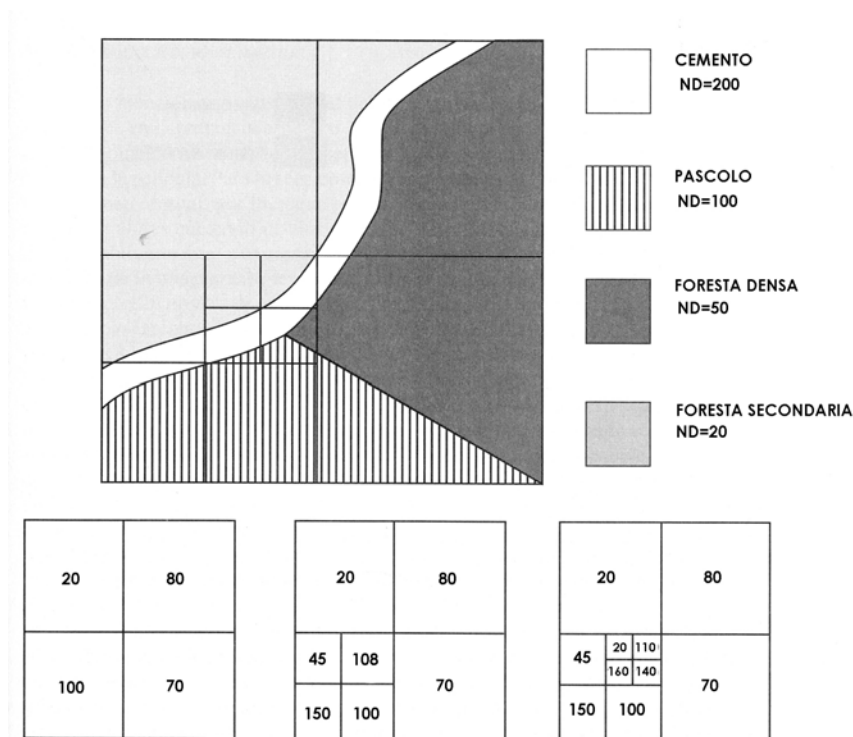 CEMENTO
ND=200
PASCOLO
ND=100
FORESTA DENSA
ND=50
FORESTA SECONDARIA
ND=20
20 80
100 70
20 80
45 108
70
150 100
20 80
45 20 110
160 140
70
150 100